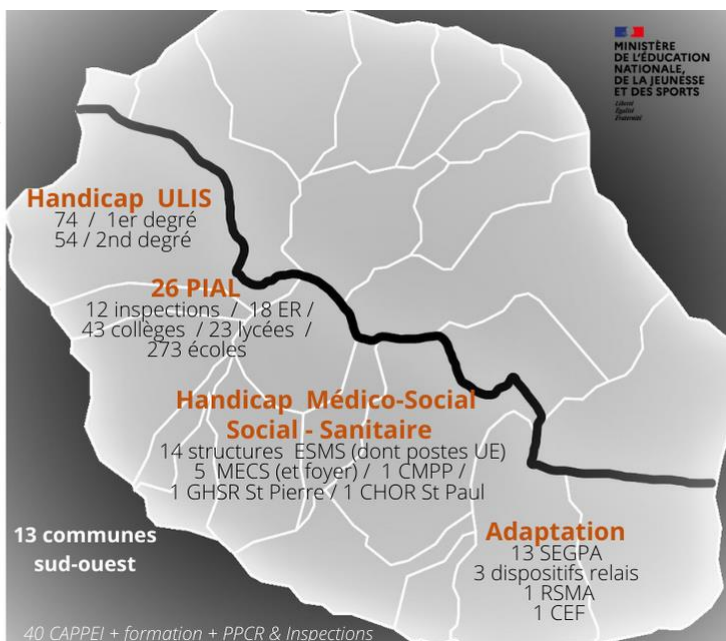 MINISTÈRE
DE L'ÉDUCATION
NATIONALE,
DE LA JEUNESSE
ET DES SPORTS
Liberté
Égalité
Fraternité
Handicap ULIS
74 / 1er degré
54 / 2nd degré
26 PIAL
12 inspections / 18 ER /
43 collèges / 23 lycées /
273 écoles
Handicap Médico-Social
Social - Sanitaire
14 structures ESMS (dont postes UE)
5 MECS (et foyer) / 1 CMPP /
1 GHSR St Pierre / 1 CHOR St Paul
13 communes
sud-ouest
Adaptation
13 SEGPA
3 dispositifs relais
1 RSMA
1 CEF
40 CAPPEI + formation + PPCR & Inspections